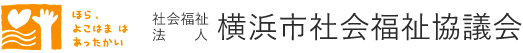 ほら、
よこはま は
あったかい
社会福祉
法　人
横浜市社会福祉協議会